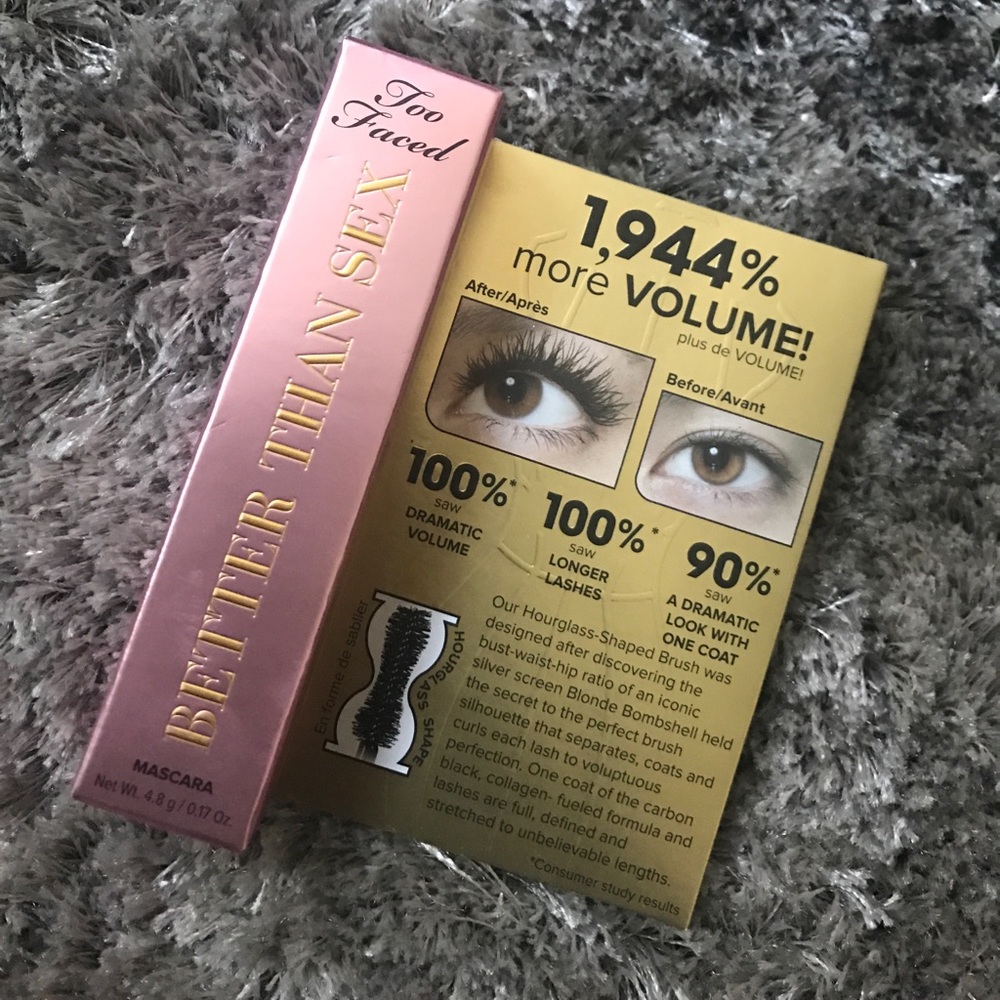 Too
Faced
BETTER THAN SEX
MASCARA
Net Wt. 4.8 g / 0.17 Oz.
1,944%
more VOLUME!
plus de VOLUME!
After/Après
Before/Avant
100%*
saw
DRAMATIC
VOLUME
100%*
saw
LONGER
LASHES
90%*
saw
A DRAMATIC
LOOK WITH
ONE COAT
En forme de sablier
HOURGLASS SHAPE
Our Hourglass-Shaped Brush was
designed after discovering the
bust-waist-hip ratio of an iconic
silver screen Blonde Bombshell held
the secret to the perfect brush
silhouette that separates, coats and
curls each lash to voluptuous
perfection. One coat of the carbon
black, collagen- fueled formula and
lashes are full, defined and
stretched to unbelievable lengths.
*Consumer study results